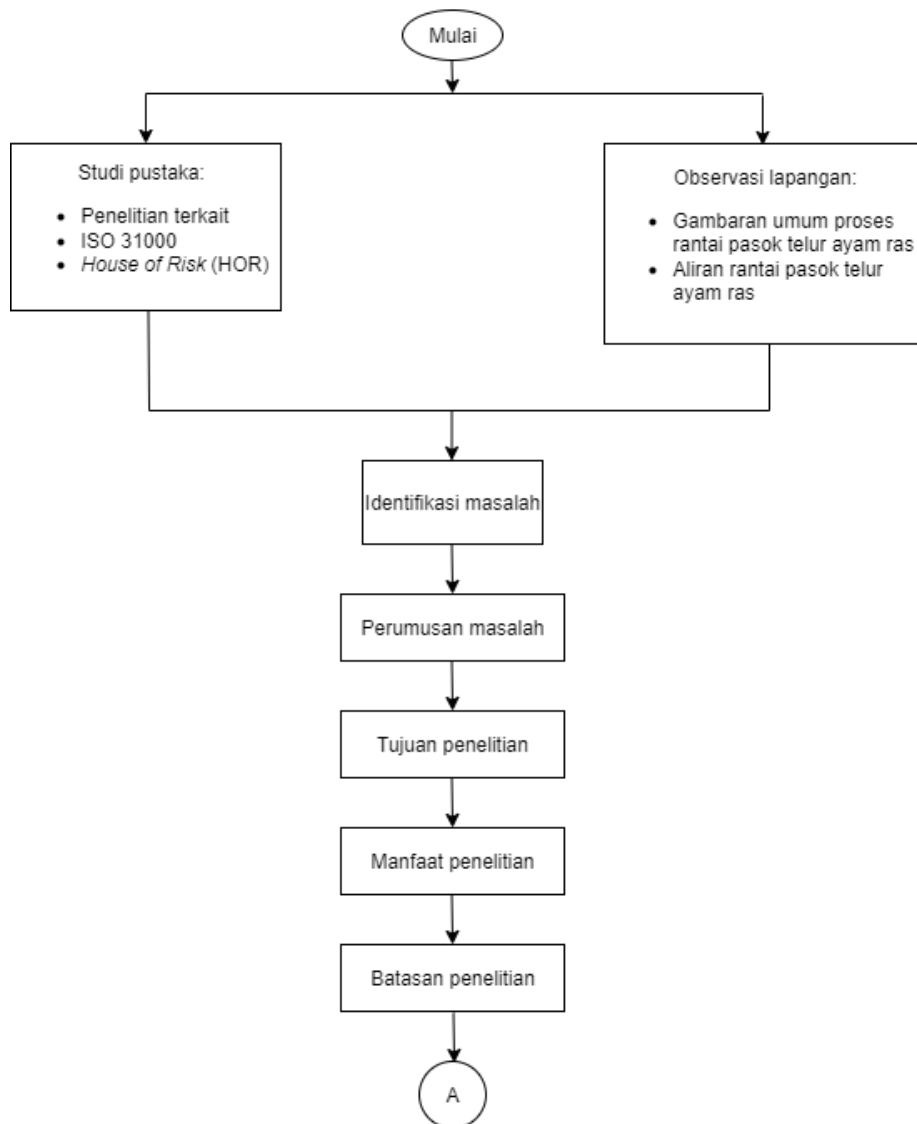 Mulai
Studi pustaka:
• Penelitian terkait
• ISO 31000
• House of Risk (HOR)
Observasi lapangan:
• Gambaran umum proses
rantai pasok telur ayam ras
• Aliran rantai pasok telur
ayam ras
Identifikasi masalah
Perumusan masalah
Tujuan penelitian
Manfaat penelitian
Batasan penelitian
A